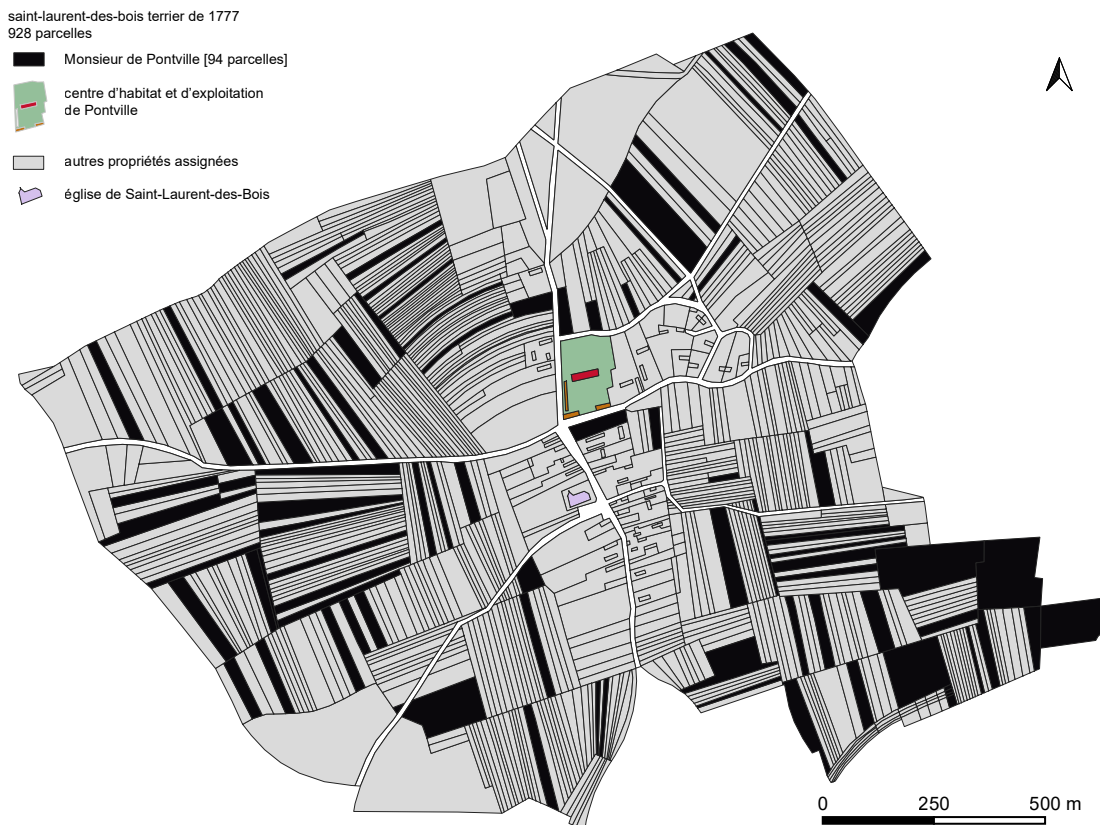 saint-laurent-des-bois terrier de 1777
928 parcelles
Monsieur de Pontville [94 parcelles]
centre d'habitat et d'exploitation
de Pontville
autres propriétés assignées
église de Saint-Laurent-des-Bois
0 250 500 m